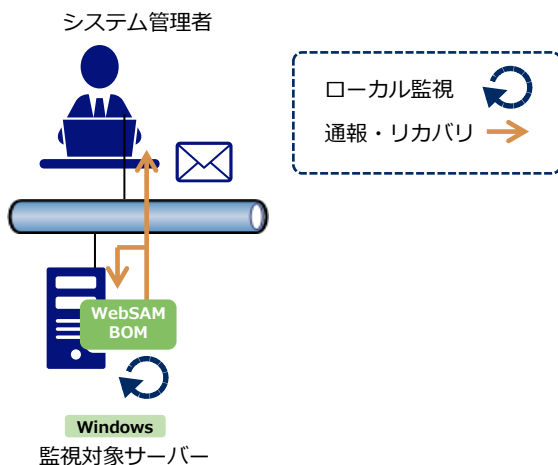 システム管理者
ローカル監視
通報・リカバリ
WebSAM
BOM
Windows
監視対象サーバー